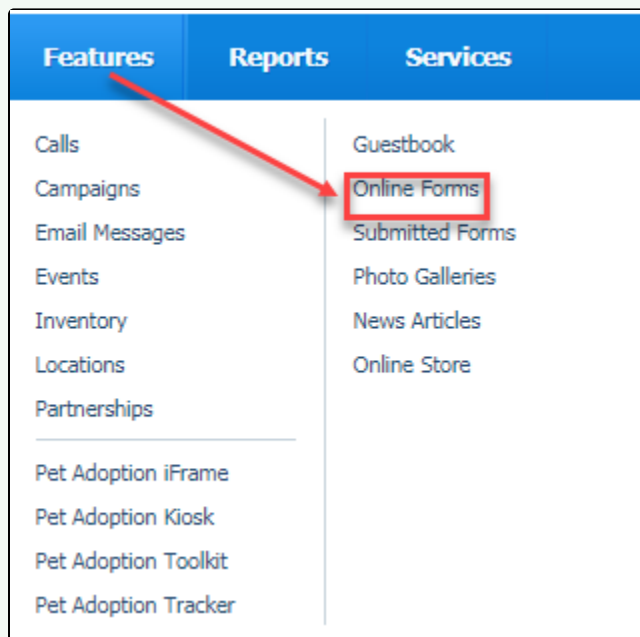 Features Reports Services
Calls
Campaigns
Email Messages
Events
Inventory
Locations
Partnerships
Pet Adoption iFrame
Pet Adoption Kiosk
Pet Adoption Toolkit
Pet Adoption Tracker
Guestbook
Online Forms
Submitted Forms
Photo Galleries
News Articles
Online Store